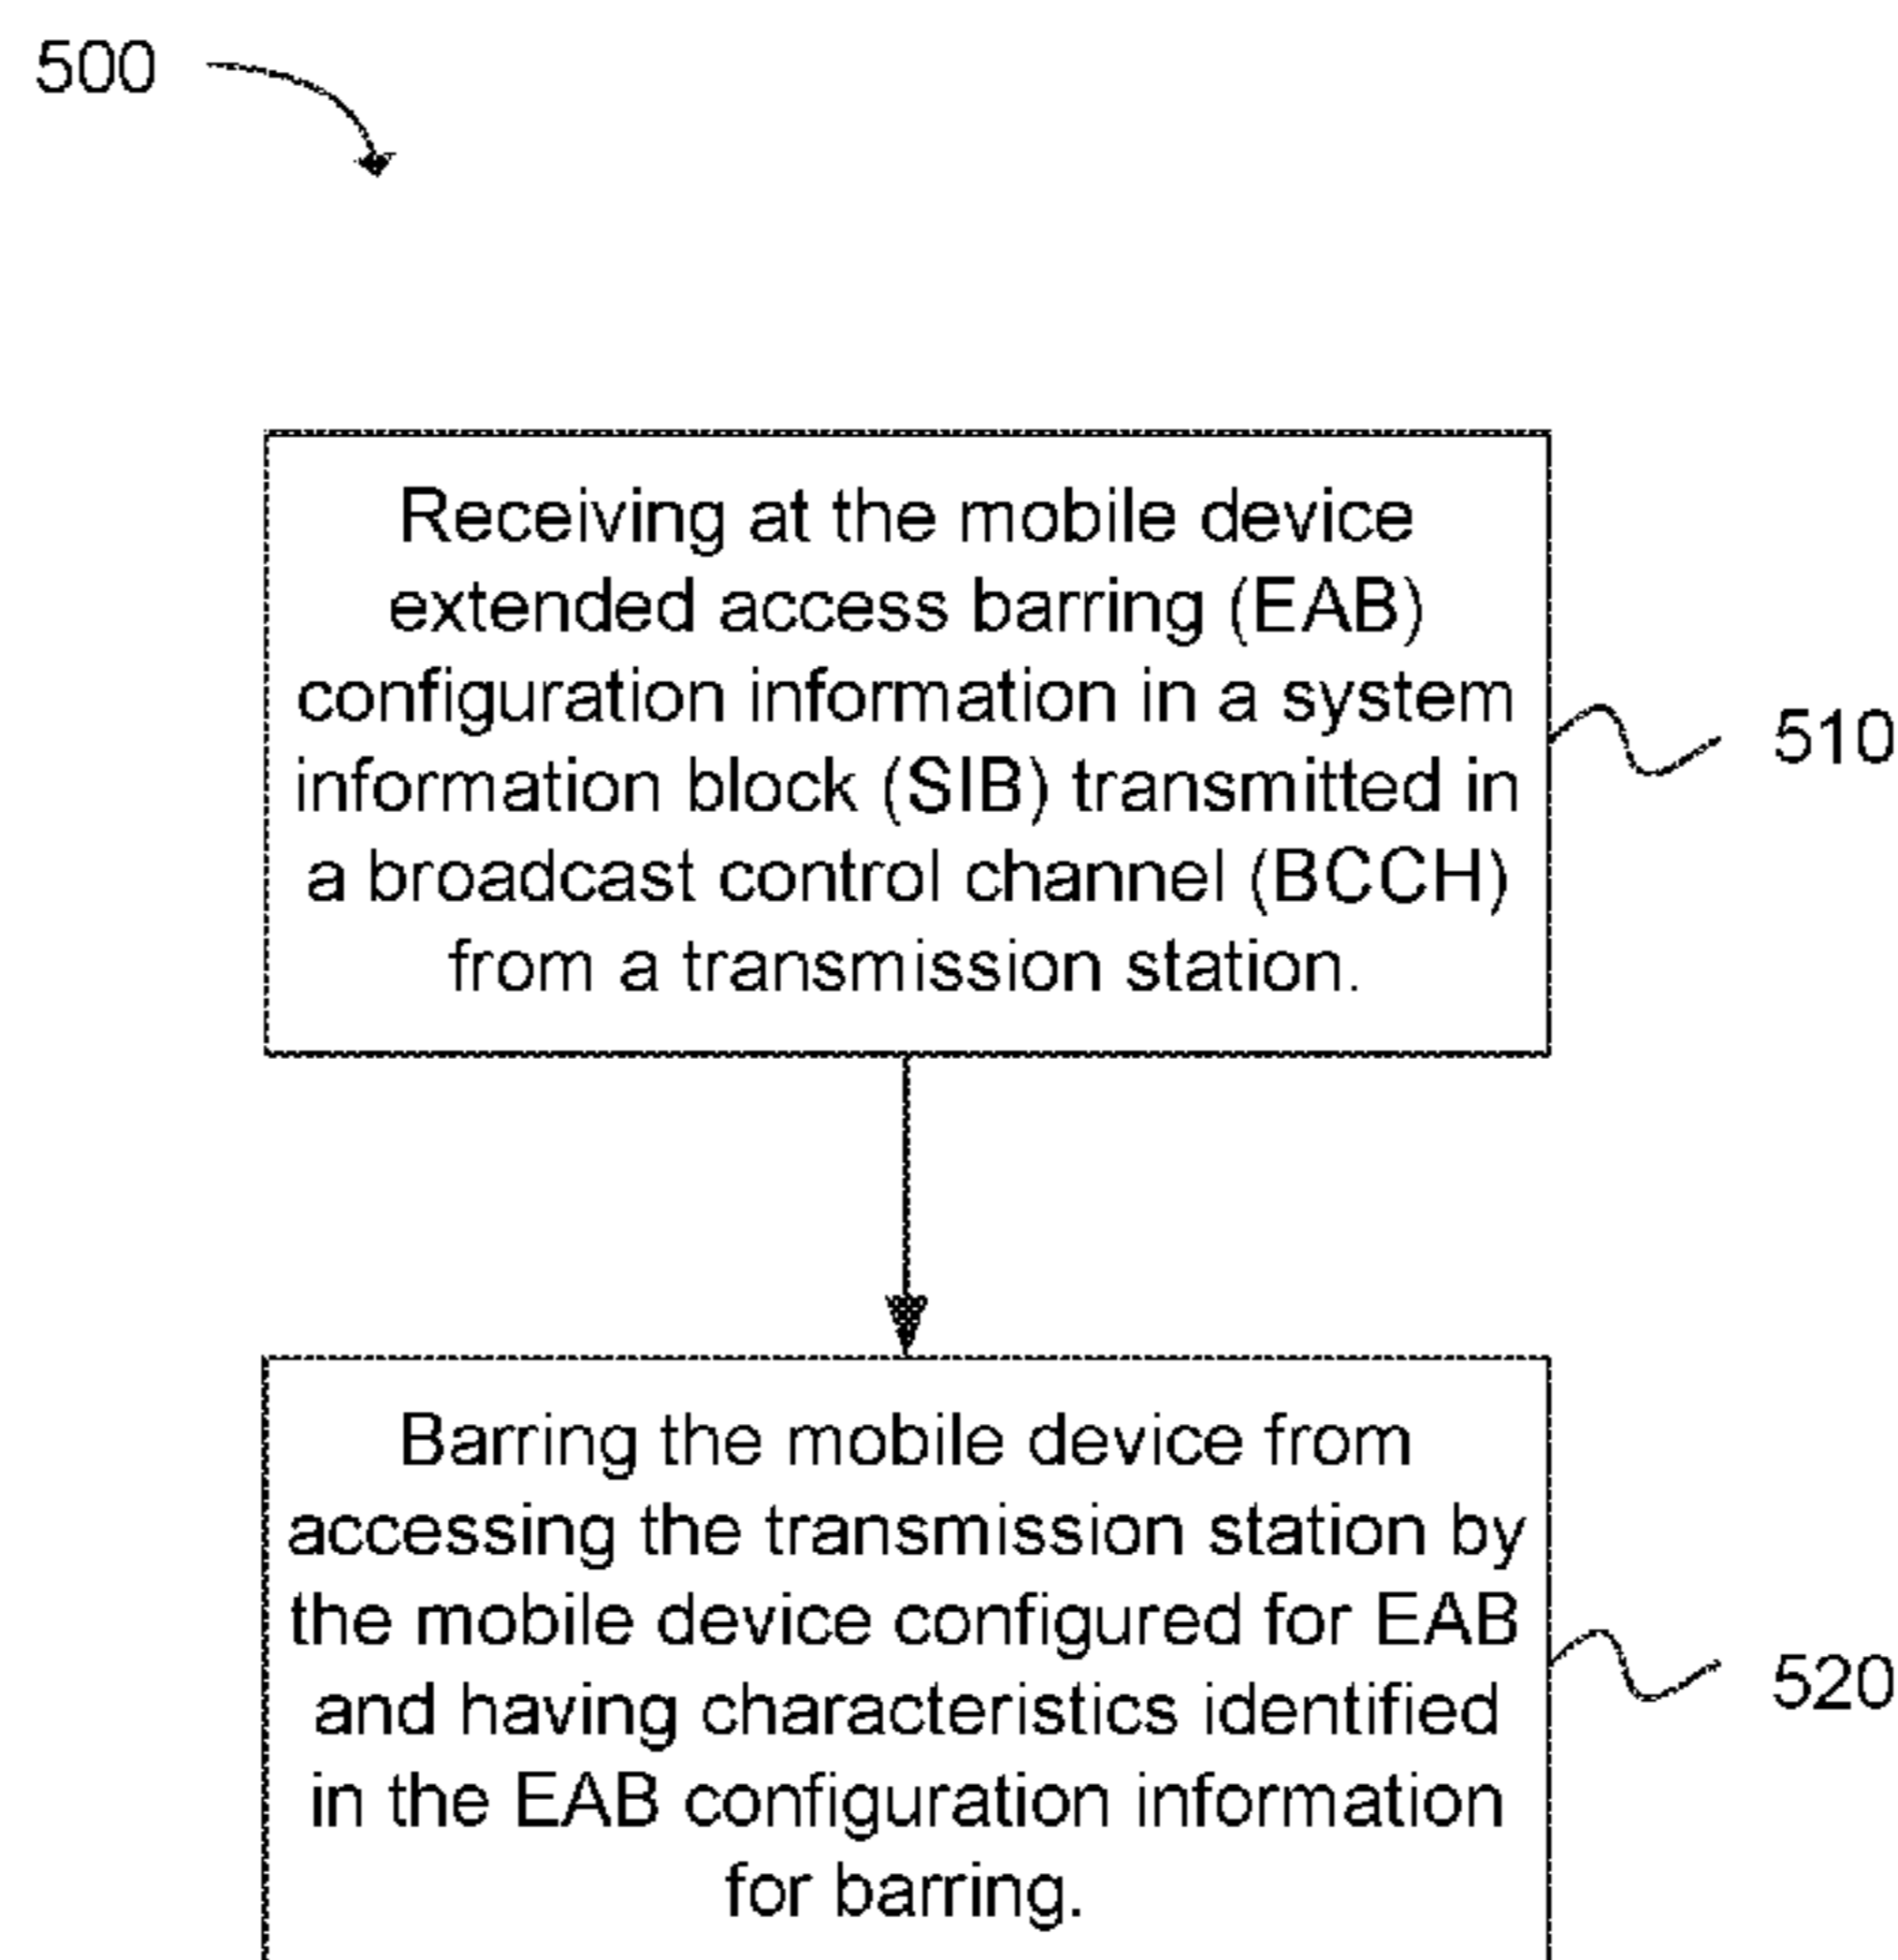 500
Receiving at the mobile device
extended access barring (EAB)
configuration information in a system
information block (SIB) transmitted in
a broadcast control channel (BCCH)
from a transmission station.
510
Barring the mobile device from
accessing the transmission station by
the mobile device configured for EAB
and having characteristics identified
in the EAB configuration information
for barring.
520